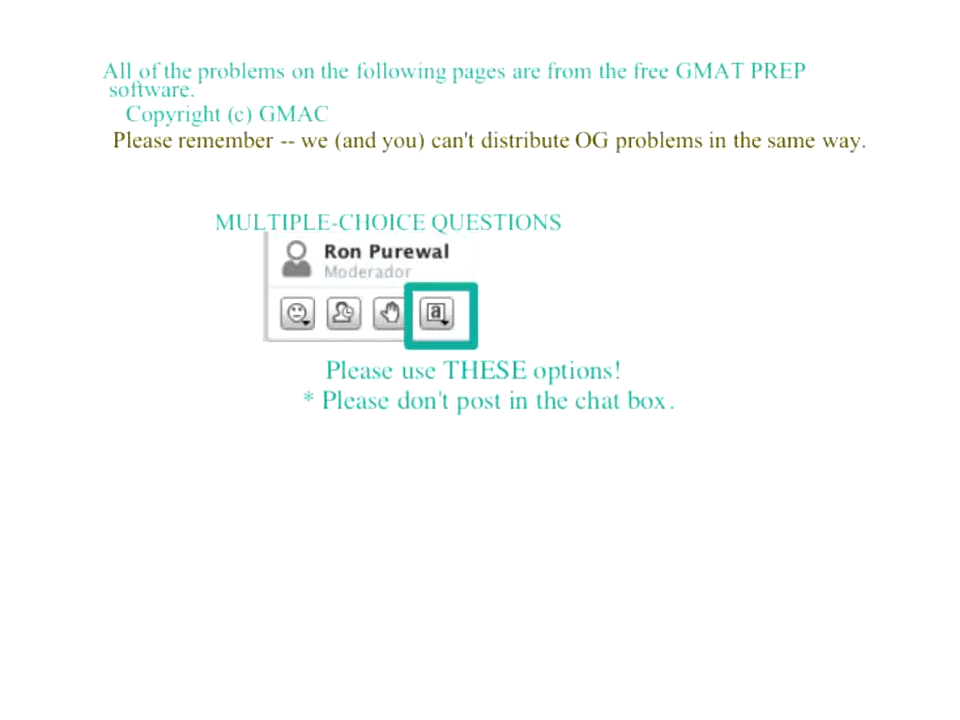 All of the problems on the following pages are from the free GMAT PREP
software.
Copyright (c) GMAC
Please remember -- we (and you) can't distribute OG problems in the same way.
MULTIPLE-CHOICE QUESTIONS
Ron Purewal
Moderador
a
Please use THESE options!
* Please don't post in the chat box.